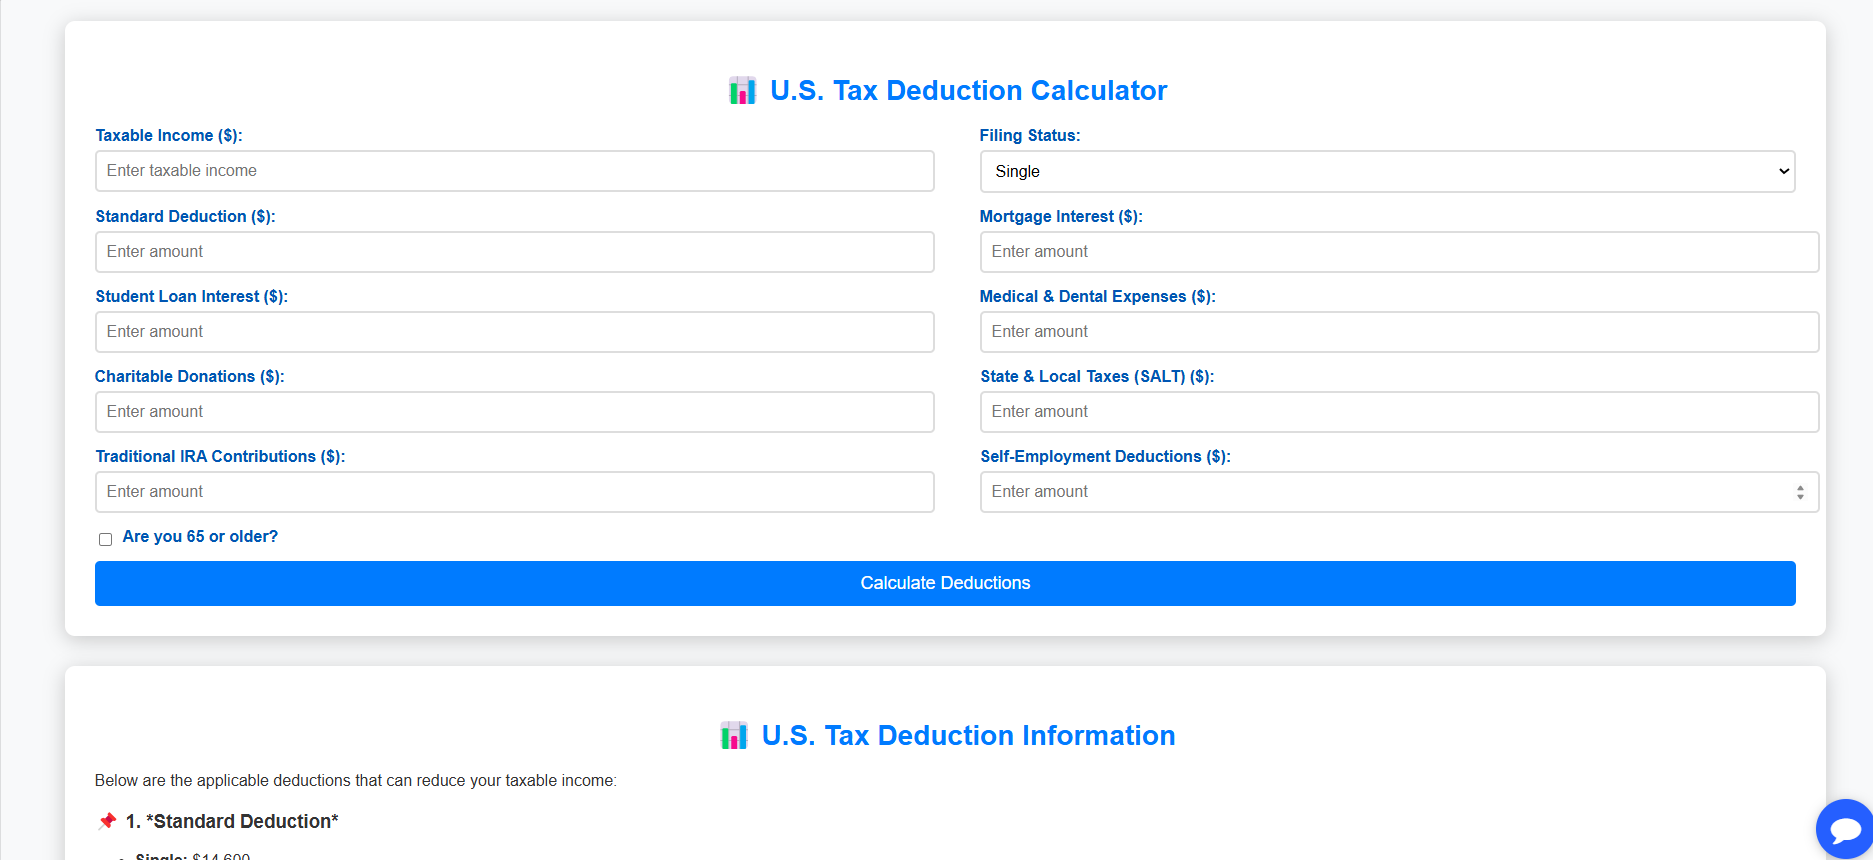 U.S. Tax Deduction Calculator
Taxable Income ($):
Enter taxable income
Filing Status:
Single
Standard Deduction ($):
Enter amount
Mortgage Interest ($):
Enter amount
Student Loan Interest ($):
Enter amount
Medical & Dental Expenses ($):
Enter amount
Charitable Donations ($):
Enter amount
State & Local Taxes (SALT) ($):
Enter amount
Traditional IRA Contributions ($):
Enter amount
Self-Employment Deductions ($):
Enter amount
Are you 65 or older?
Calculate Deductions
U.S. Tax Deduction Information
Below are the applicable deductions that can reduce your taxable income:
1. *Standard Deduction*
Single: $14,600